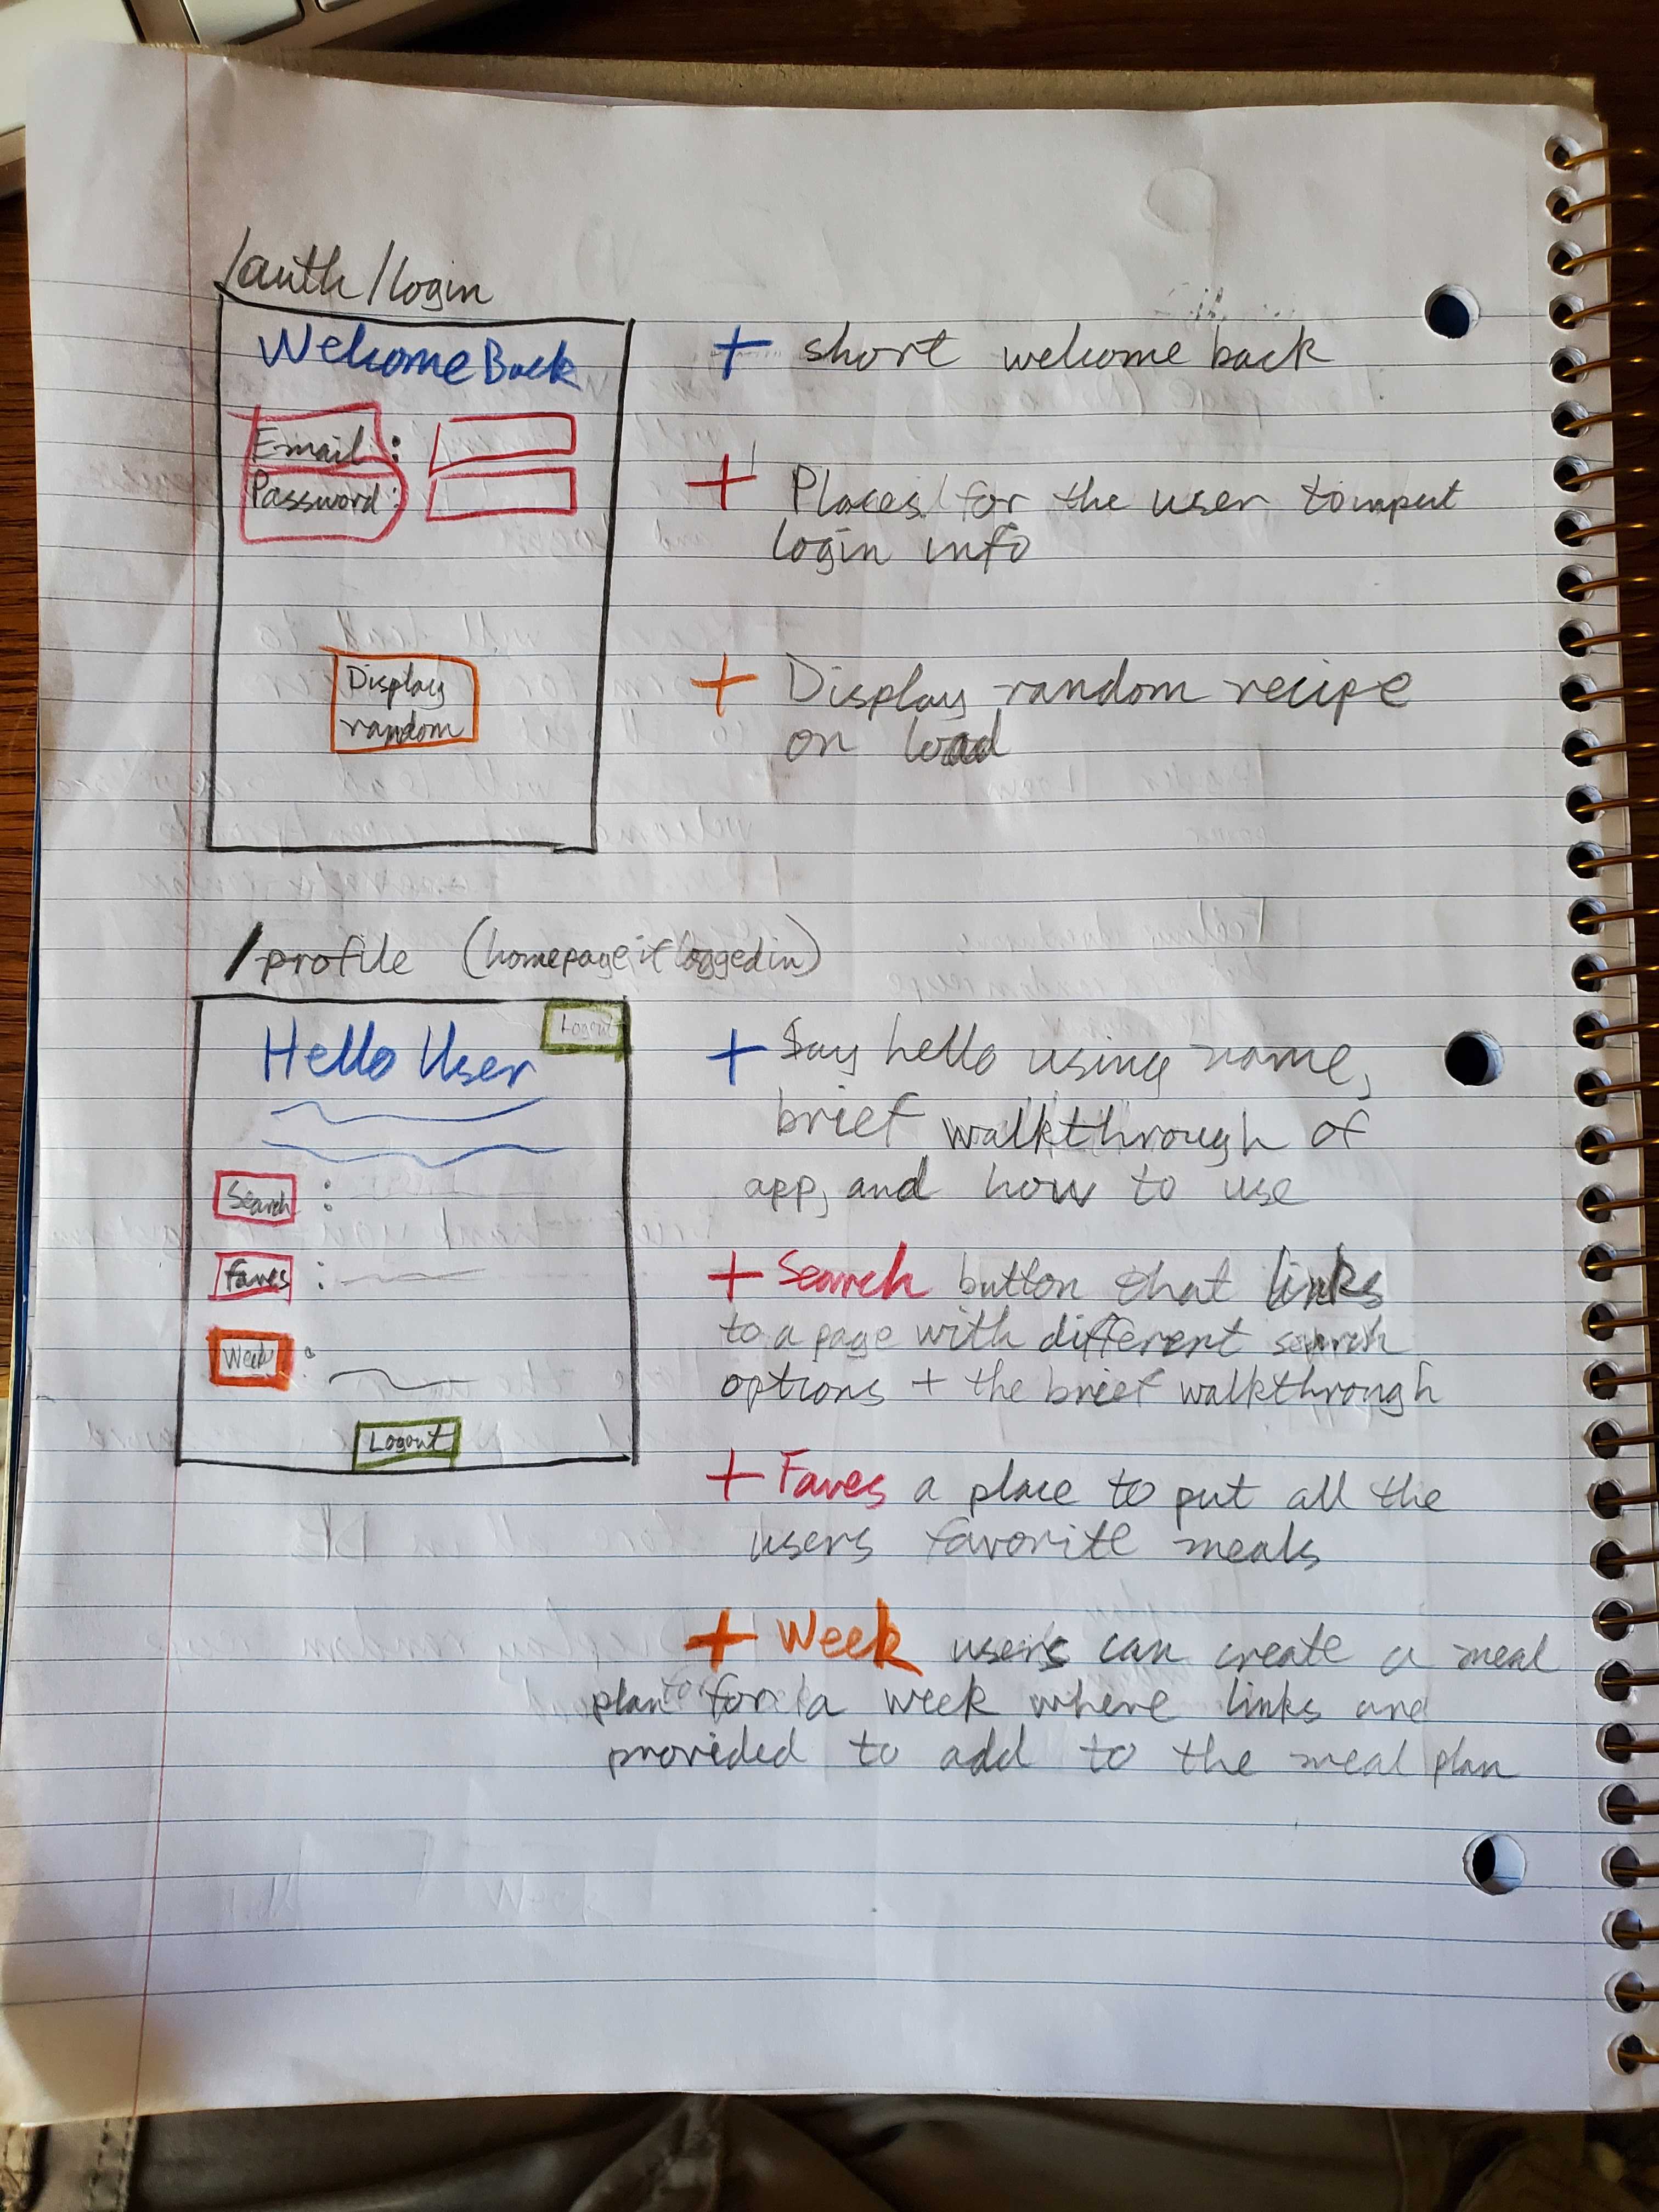 /auth/login
Welcome Back
Email:
Password:
Display
random
+ short welcome back
+ Places for the user to input
login info
+ Display random recipe
on load
/profile (homepage if logged in)
Logout
Hello User
Search :
Faves :
Week :
Logout
+ Say hello using name,
brief walkthrough of
app, and how to use
+ Search button that links
to a page with different search
options + the brief walkthrough
+ Faves a place to put all the
users favorite meals
+ Week users can create a meal
plan for a week where links are
provided to add to the meal plan